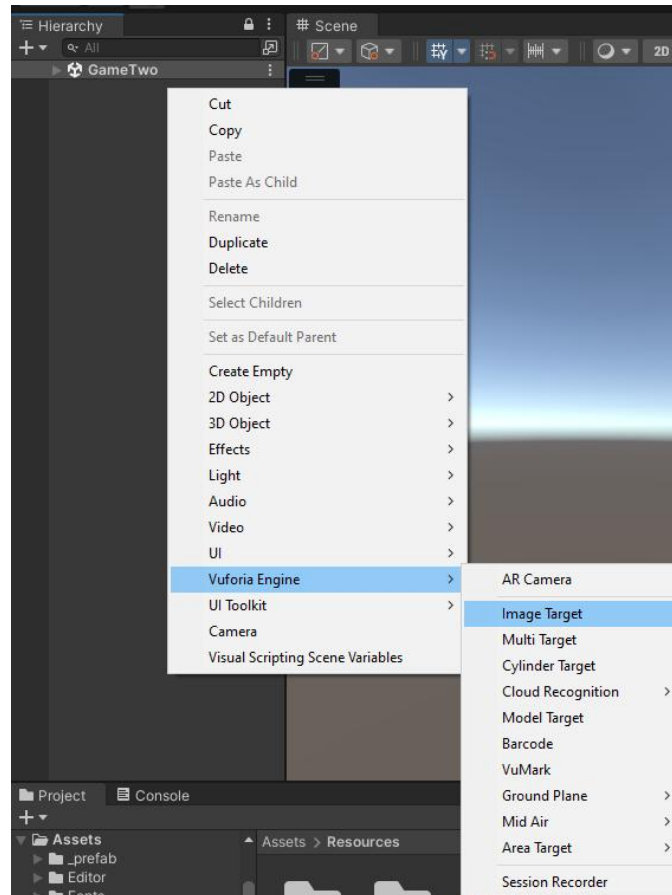 Hierarchy
# Scene
All
2D
GameTwo
Cut
Copy
Paste
Paste As Child
Rename
Duplicate
Delete
Select Children
Set as Default Parent
Create Empty
2D Object
3D Object
Effects
Light
Audio
Video
UI
Vuforia Engine
UI Toolkit
Camera
Visual Scripting Scene Variables
AR Camera
Image Target
Multi Target
Cylinder Target
Cloud Recognition
Model Target
Barcode
VuMark
Ground Plane
Mid Air
Area Target
Session Recorder
Project
Console
Assets
Assets > Resources
_prefab
Editor
Fonts